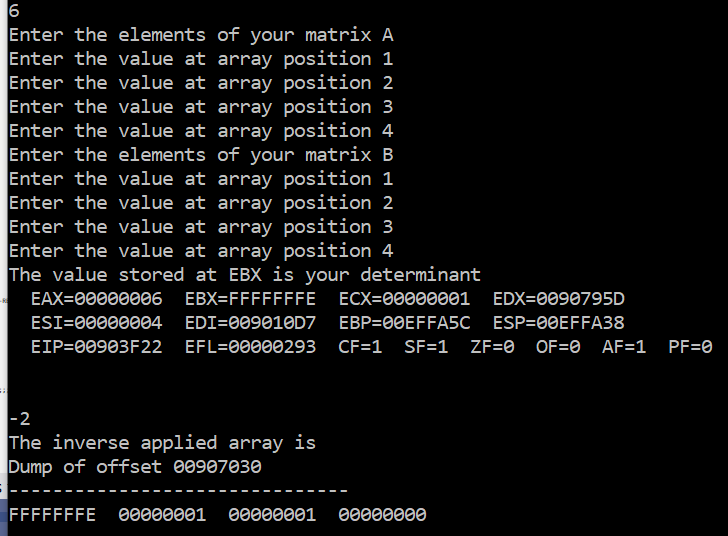 6
Enter the elements of your matrix A
Enter the value at array position 1
Enter the value at array position 2
Enter the value at array position 3
Enter the value at array position 4
Enter the elements of your matrix B
Enter the value at array position 1
Enter the value at array position 2
Enter the value at array position 3
Enter the value at array position 4
The value stored at EBX is your determinant
  EAX=00000006  EBX=FFFFFFFE  ECX=00000001  EDX=0090795D
  ESI=00000004  EDI=009010D7  EBP=00EFFA5C  ESP=00EFFA38
  EIP=00903F22  EFL=00000293  CF=1  SF=1  ZF=0  OF=0  AF=1  PF=0
-2
The inverse applied array is
Dump of offset 00907030
-------------------------------
FFFFFFFE  00000001  00000001  00000000